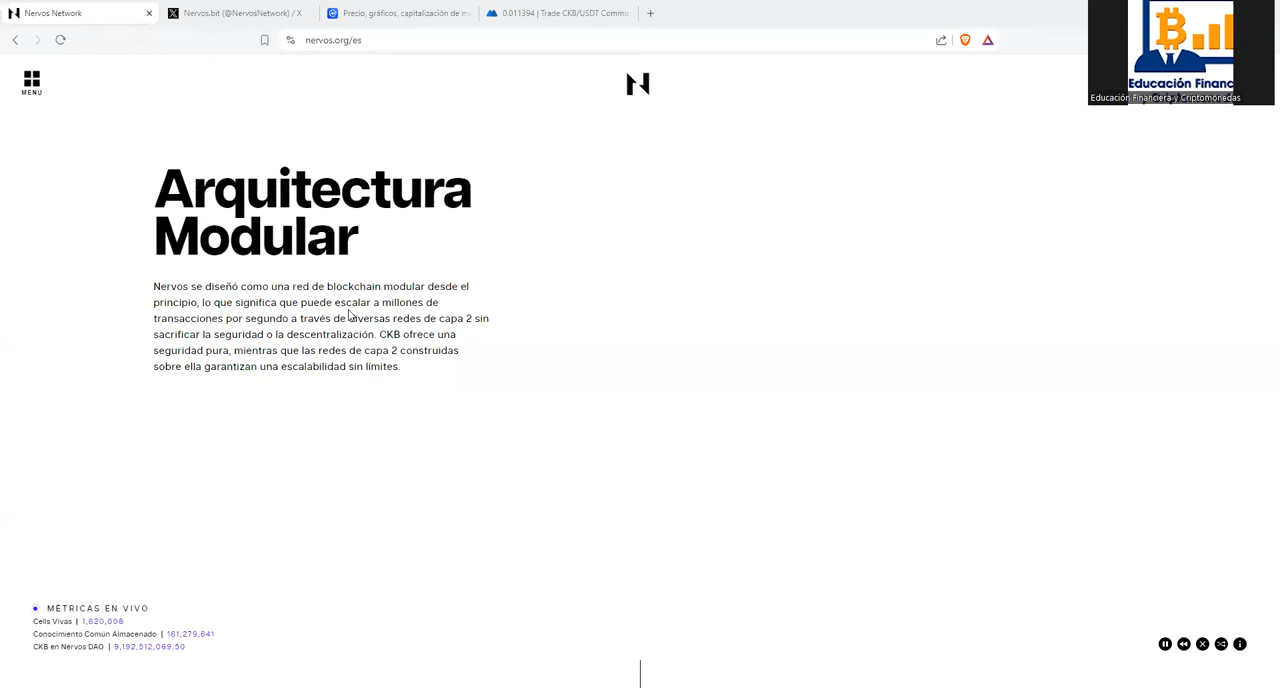 Nervos Network
Nervos.bit (@NervosNetwork) / X
Precio, gráficos, capitalización de m
0.011394 | Trade CKB/USDT Commo
nervos.org/es
MENU
Educación Financ
Educación Financiera y Criptomonedas
Arquitectura
Modular
Nervos se diseñó como una red de blockchain modular desde el
principio, lo que significa que puede escalar a millones de
transacciones por segundo a través de diversas redes de capa 2 sin
sacrificar la seguridad o la descentralización. CKB ofrece una
seguridad pura, mientras que las redes de capa 2 construidas
sobre ella garantizan una escalabilidad sin límites.
MÉTRICAS EN VIVO
Cells Vivas | 1,620,008
Conocimiento Común Almacenado | 161,279,641
CKB en Nervos DAO | 9,192,512,069.50